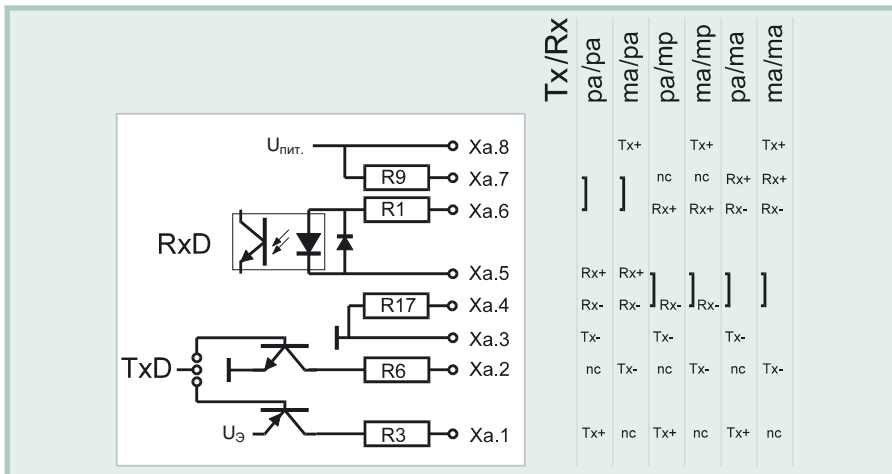 Tx/Rx pa/pa ma/pa pa/mp ma/mp pa/ma ma/ma
Uпит. Xa.8 Tx+ Tx+ Tx+
R9 Xa.7 ] ] nc nc Rx+ Rx+
R1 Xa.6 Rx+ Rx+ Rx- Rx-
RxD
Xa.5 Rx+ Rx+ ] ] ] ]
R17 Xa.4 Rx- Rx- Rx- Rx-
Xa.3 Tx- Tx- Tx-
TxD R6 Xa.2 nc Tx- nc Tx- nc Tx-
UЭ R3 Xa.1 Tx+ nc Tx+ nc Tx+ nc